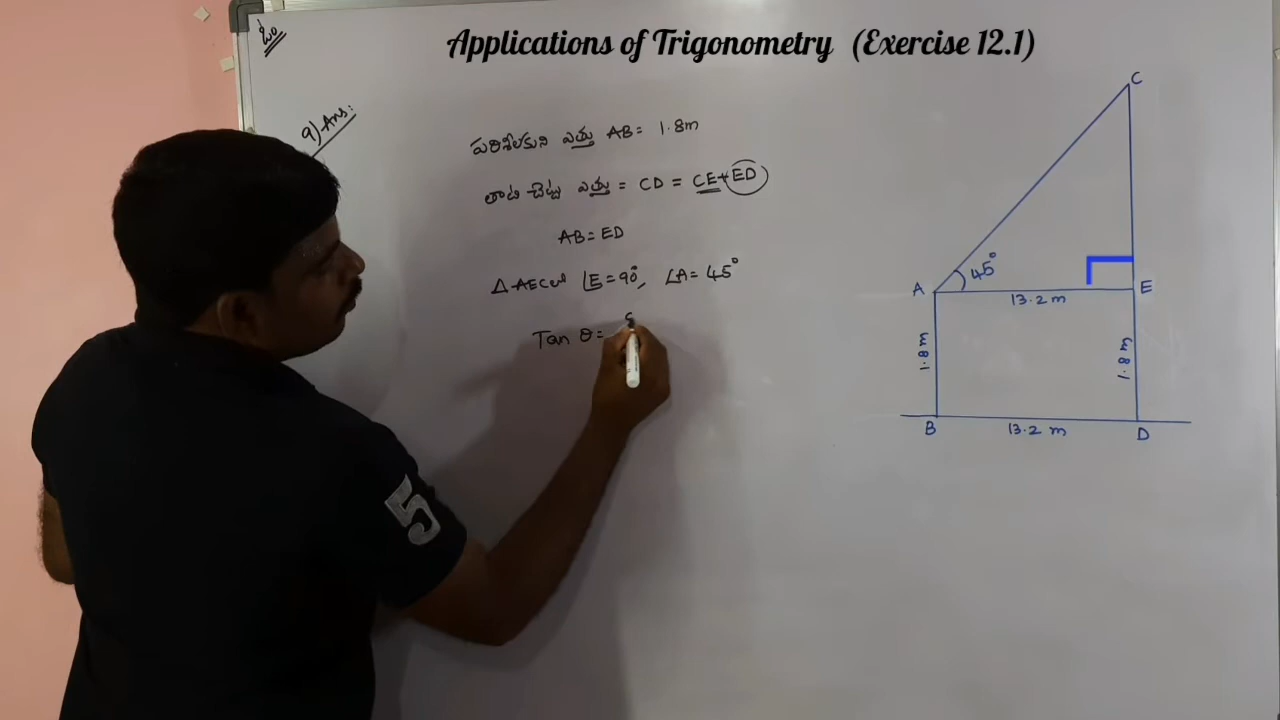 Applications of Trigonometry (Exercise 12.1)
9) Ans:
పరిశీలకుని ఎత్తు AB = 1.8m
తాటి చెట్టు ఎత్తు = CD = CE+ED
AB = ED
Δ AECలో ∠E = 90°, ∠A = 45°
Tan θ =
C
A
45°
E
13.2 m
1.8 m
1.8 m
B
13.2 m
D
5